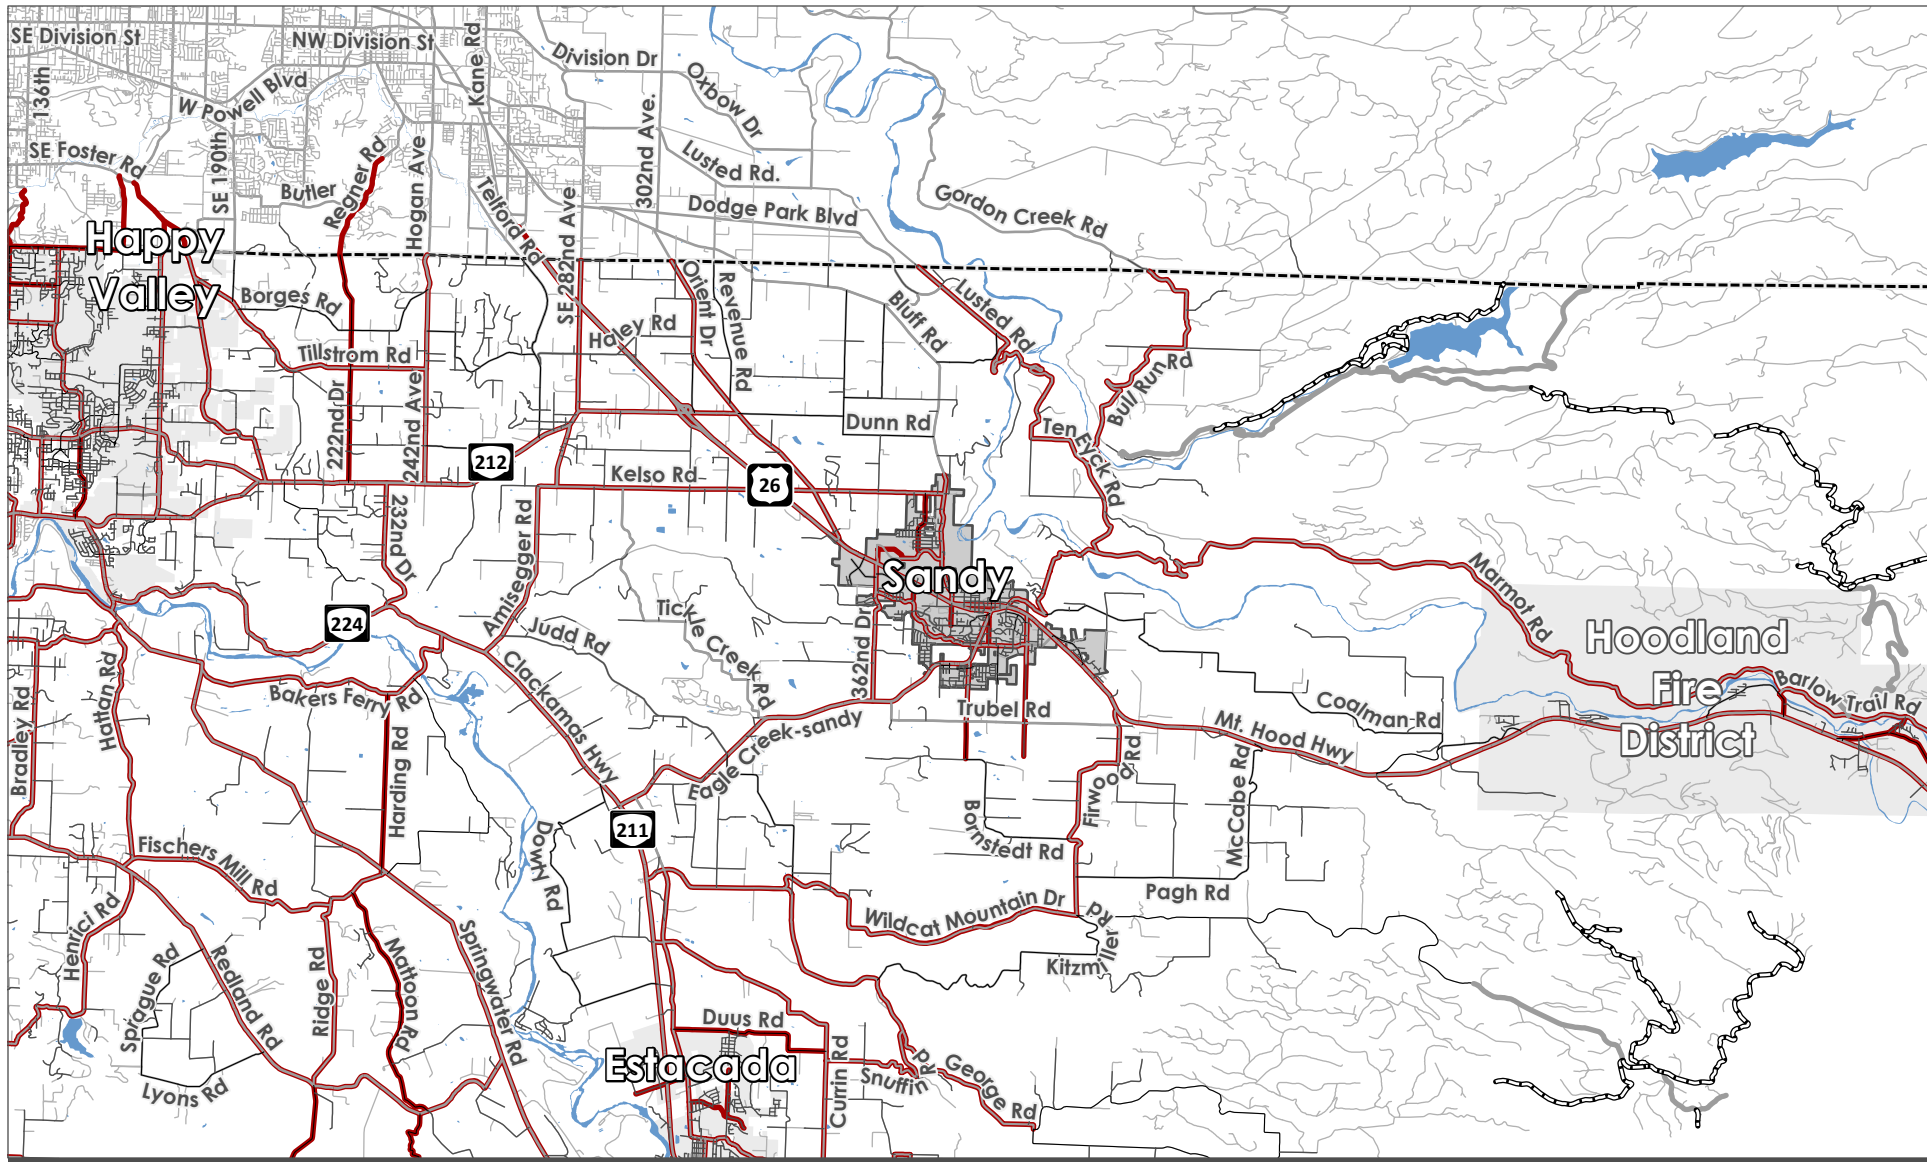 SE Division St
NW Division St
Kane Rd
Division Dr
Oxbow Dr
136th
W Powell Blvd
302nd Ave.
SE Foster Rd
SE 190th
Butler
Regner Rd
Hogan Ave
Telford Rd
SE 282nd Ave
Lusted Rd.
Dodge Park Blvd
Gordon Creek Rd
Happy
Valley
Borges Rd
Tillstrom Rd
222nd Dr
242nd Ave
Haley Rd
Orient Dr
Revenue Rd
Bluff Rd
Lusted Rd
Bull Run Rd
Dunn Rd
Ten Eyck Rd
212
Kelso Rd
26
232nd Dr
Amisegger Rd
224
Judd Rd
Tickle Creek Rd
Sandy
362nd Dr
Marmot Rd
Hoodland
Fire
District
Barlow Trail Rd
Coalman Rd
Mt. Hood Hwy
Trubel Rd
Eagle Creek-sandy
Clackamas Hwy
Bakers Ferry Rd
Hattan Rd
Bradley Rd
Harding Rd
Firwood Rd
McCabe Rd
Bornstedt Rd
211
Dowty Rd
Fischers Mill Rd
Pagh Rd
Wildcat Mountain Dr
Kitzmiller Rd
Henrici Rd
Sprague Rd
Redland Rd
Ridge Rd
Mattoon Rd
Springwater Rd
Duus Rd
Estacada
Currin Rd
Snuffin Rd
George Rd
Lyons Rd